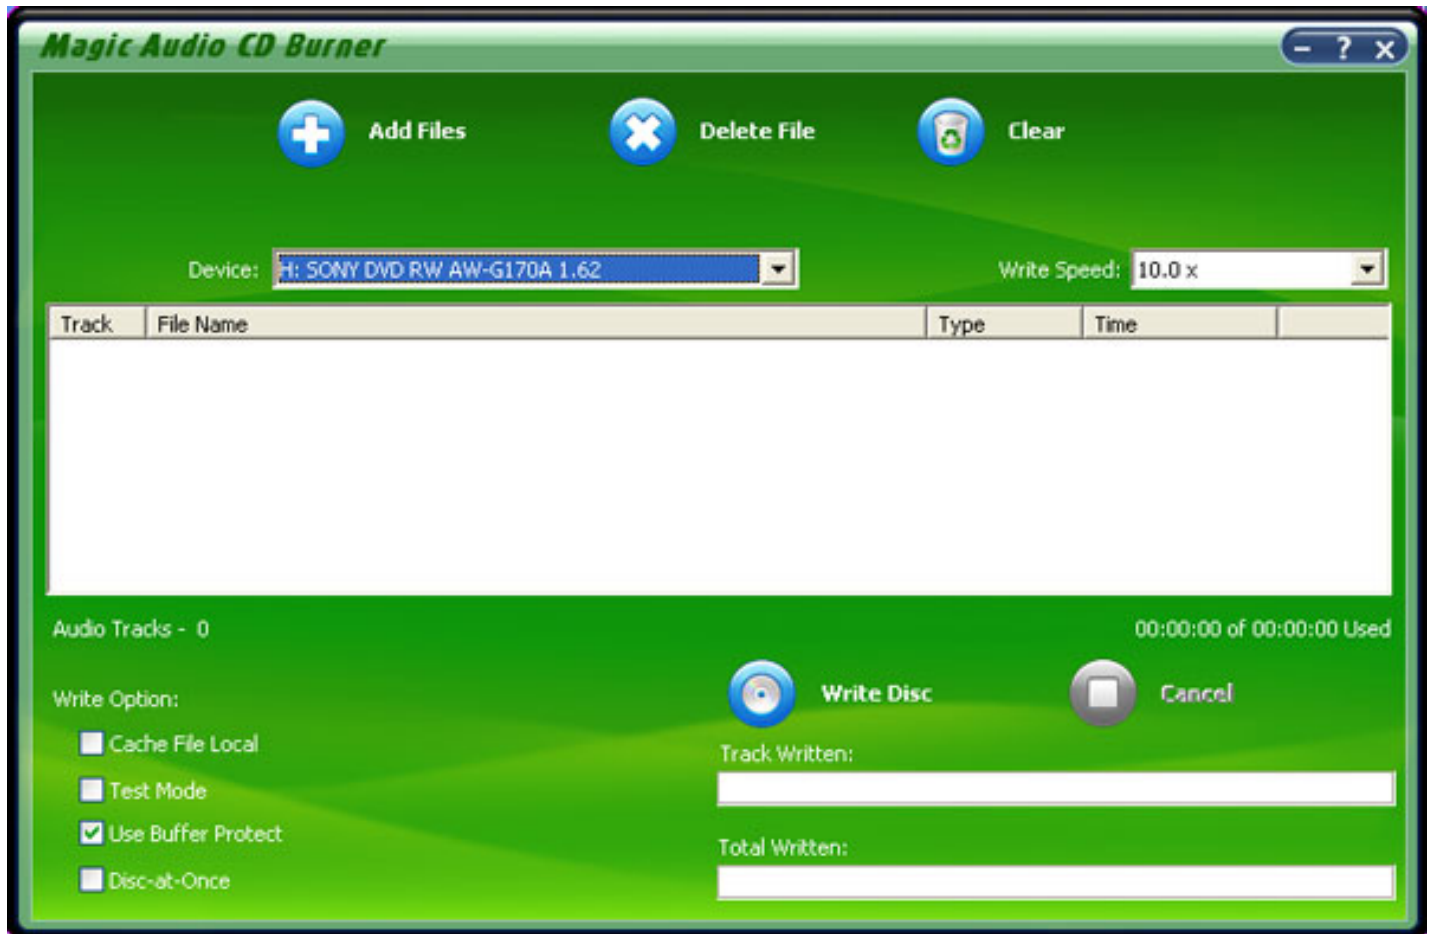 Magic Audio CD Burner
Add Files Delete File Clear
Device: H: SONY DVD RW AW-G170A 1.62 Write Speed: 10.0 x
Track File Name Type Time
Audio Tracks - 0 00:00:00 of 00:00:00 Used
Write Option: Write Disc Cancel
Cache File Local
Track Written:
Test Mode
Use Buffer Protect
Total Written:
Disc-at-Once